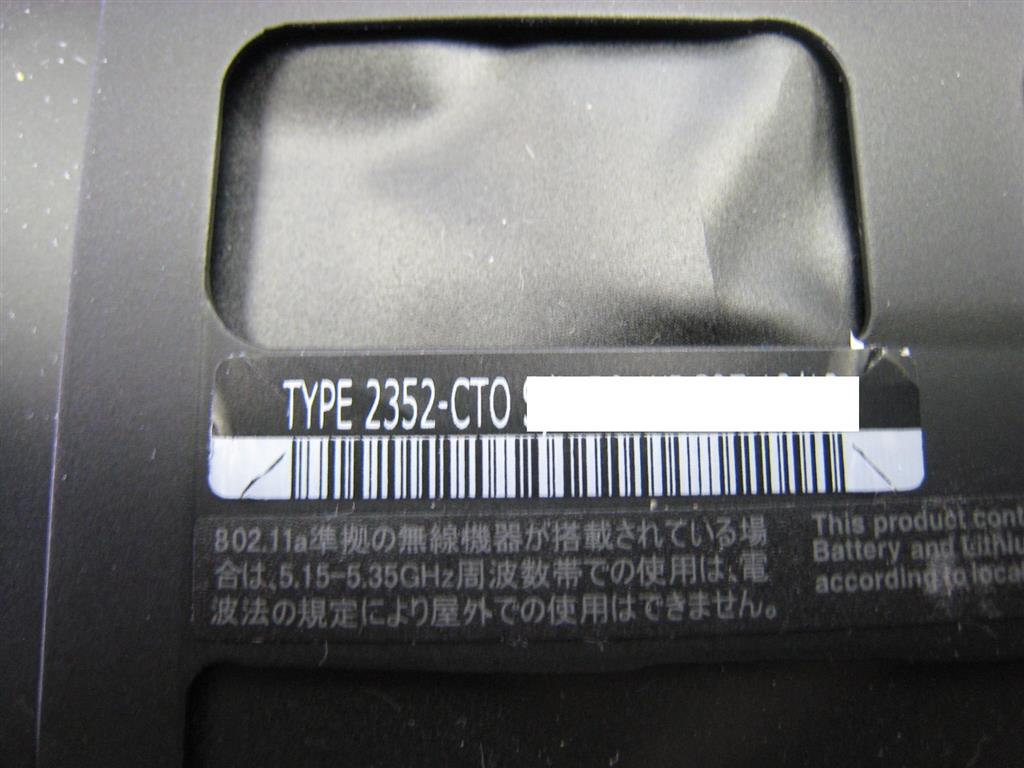 TYPE 2352-CTO
802.11a準拠の無線機器が搭載されている場
合は、5.15-5.35GHz周波数帯での使用は、電
波法の規定により屋外での使用はできません。
This product cont
Battery and Lithiu
according to local